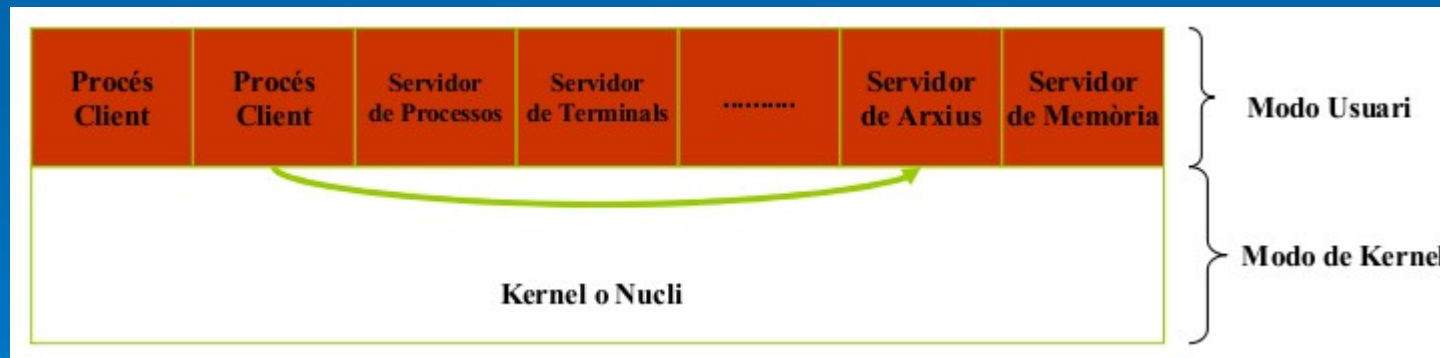 Procés
Client
Procés
Client
Servidor
de Processos
Servidor
de Terminals
..........
Servidor
de Arxius
Servidor
de Memòria
Modo Usuari
Kernel o Nucli
Modo de Kernel